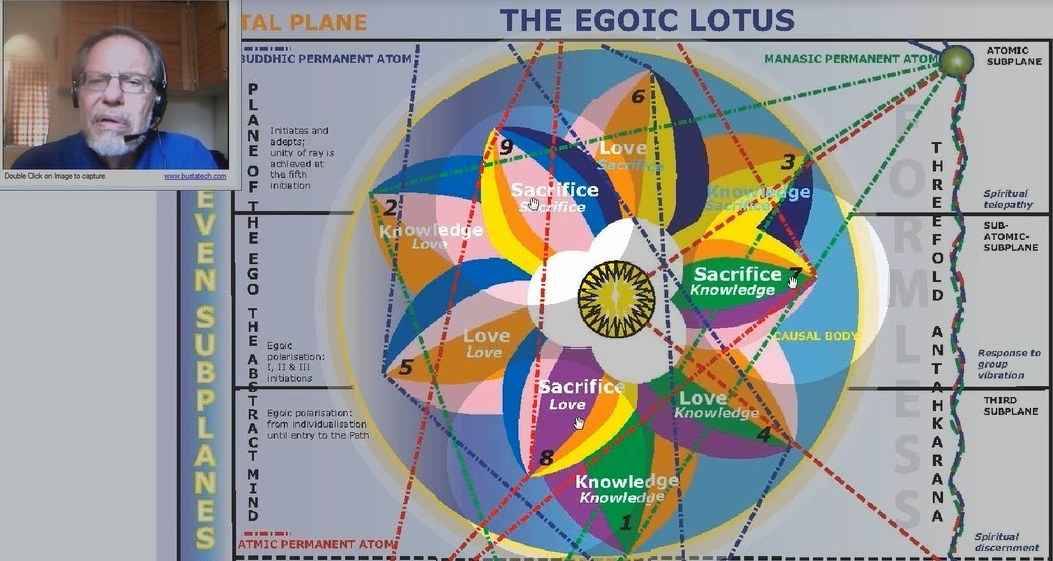 TAL PLANE
THE EGOIC LOTUS
Double Click on Image to capture.
www.bustatech.com
BUDDHIC PERMANENT ATOM
MANASIC PERMANENT ATOM
ATOMIC
SUBPLANE
PLANE OF THE EGO THE ABSTRACT MIND
Initiates and
adepts;
unity of ray is
achieved at
the fifth
initiation
6
Love
Sacrifice
9
Sacrifice
Sacrifice
3
Knowledge
Sacrifice
2
Knowledge
Love
Spiritual
telepathy
SUB-
ATOMIC-
SUBPLANE
THREEFOLD ANTAHKARANA
FORMLESS
EVEN SUBPLANES
Sacrifice
Knowledge
7
CAUSAL BODY
Love
Love
5
Egoic
polarisation:
I, II & III
initiations
Response to
group
vibration
Sacrifice
Love
8
Love
Knowledge
4
THIRD
SUBPLANE
Egoic polarisation:
from individualisation
until entry to the Path
Knowledge
Knowledge
1
ATMIC PERMANENT ATOM
Spiritual
discernment